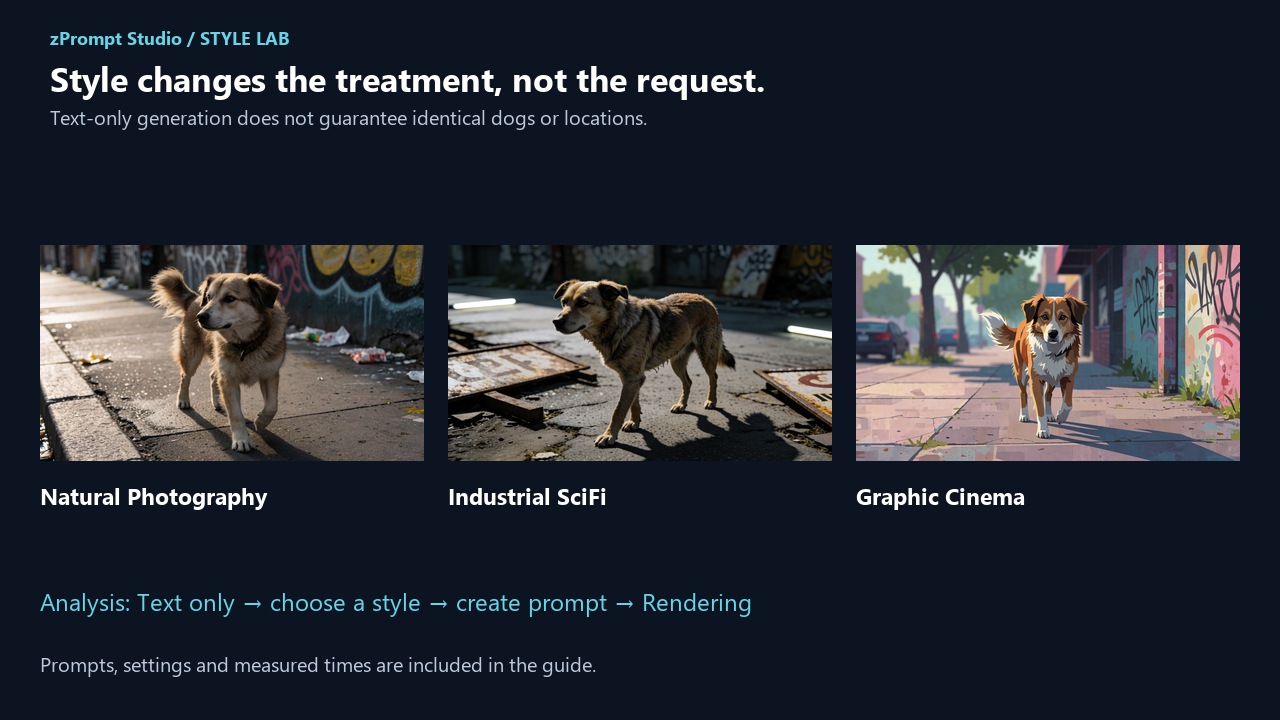 zPrompt Studio / STYLE LAB
Style changes the treatment, not the request.
Text-only generation does not guarantee identical dogs or locations.
Natural Photography
Industrial SciFi
Graphic Cinema
Analysis: Text only → choose a style → create prompt → Rendering
Prompts, settings and measured times are included in the guide.